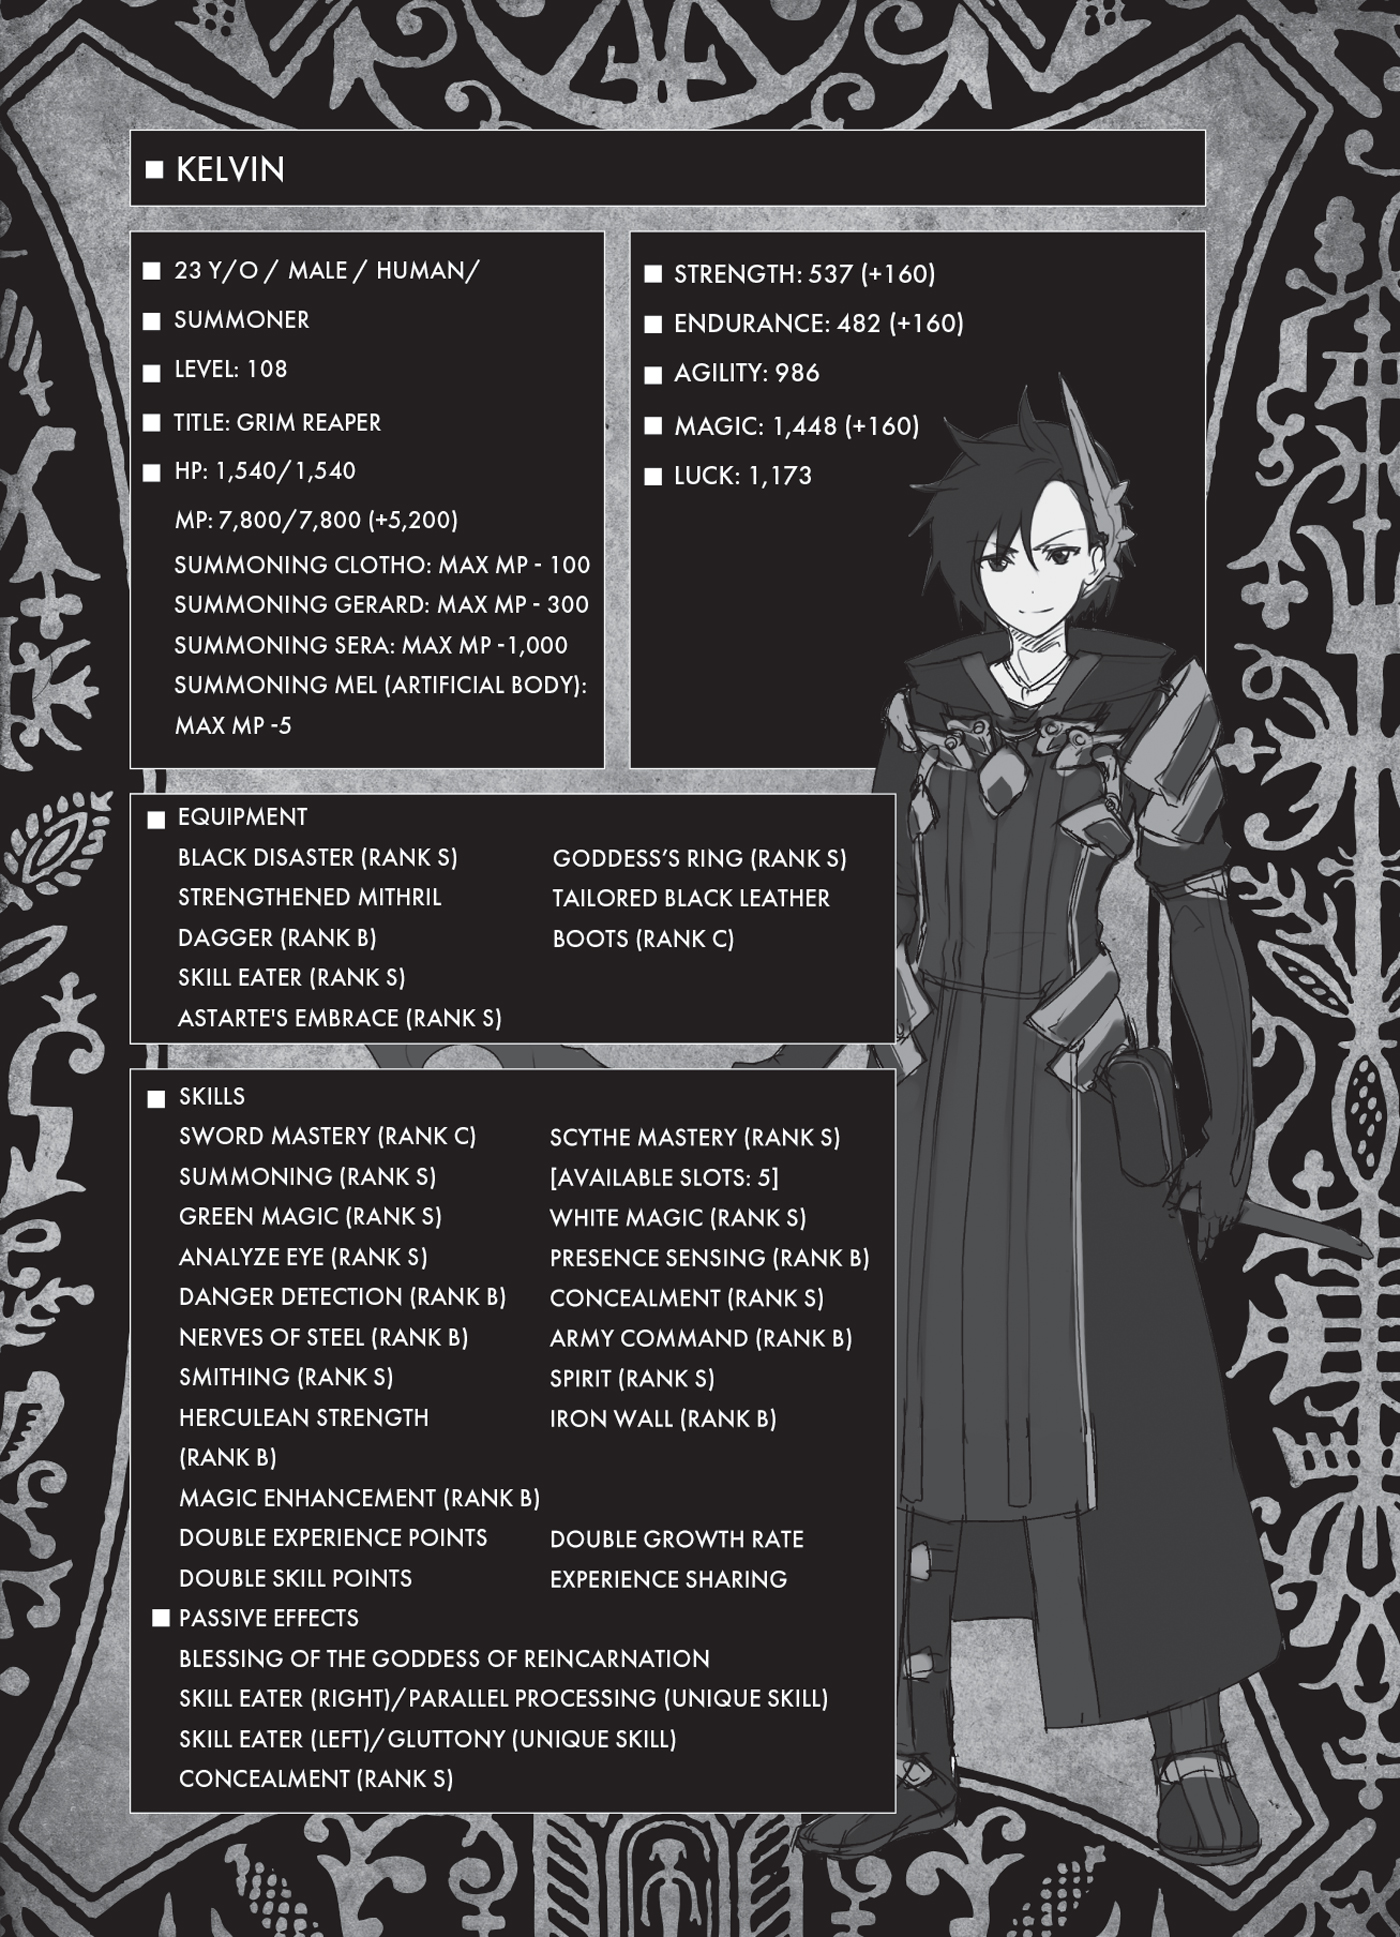 KELVIN
23 Y/O / MALE / HUMAN/
SUMMONER
LEVEL: 108
TITLE: GRIM REAPER
HP: 1,540/1,540
MP: 7,800/7,800 (+5,200)
SUMMONING CLOTHO: MAX MP - 100
SUMMONING GERARD: MAX MP - 300
SUMMONING SERA: MAX MP -1,000
SUMMONING MEL (ARTIFICIAL BODY):
MAX MP -5
STRENGTH: 537 (+160)
ENDURANCE: 482 (+160)
AGILITY: 986
MAGIC: 1,448 (+160)
LUCK: 1,173
EQUIPMENT
BLACK DISASTER (RANK S)
STRENGTHENED MITHRIL
DAGGER (RANK B)
SKILL EATER (RANK S)
ASTARTE'S EMBRACE (RANK S)
GODDESS’S RING (RANK S)
TAILORED BLACK LEATHER
BOOTS (RANK C)
SKILLS
SWORD MASTERY (RANK C)
SUMMONING (RANK S)
GREEN MAGIC (RANK S)
ANALYZE EYE (RANK S)
DANGER DETECTION (RANK B)
NERVES OF STEEL (RANK B)
SMITHING (RANK S)
HERCULEAN STRENGTH
(RANK B)
MAGIC ENHANCEMENT (RANK B)
DOUBLE EXPERIENCE POINTS
DOUBLE SKILL POINTS
SCYTHE MASTERY (RANK S)
[AVAILABLE SLOTS: 5]
WHITE MAGIC (RANK S)
PRESENCE SENSING (RANK B)
CONCEALMENT (RANK S)
ARMY COMMAND (RANK B)
SPIRIT (RANK S)
IRON WALL (RANK B)
DOUBLE GROWTH RATE
EXPERIENCE SHARING
PASSIVE EFFECTS
BLESSING OF THE GODDESS OF REINCARNATION
SKILL EATER (RIGHT)/PARALLEL PROCESSING (UNIQUE SKILL)
SKILL EATER (LEFT)/GLUTTONY (UNIQUE SKILL)
CONCEALMENT (RANK S)